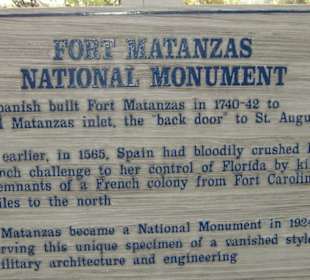 FORT MATANZAS
NATIONAL MONUMENT
panish built Fort Matanzas in 1740-42 to
Matanzas inlet, the "back door" to St. Augu
earlier, in 1565, Spain had bloodily crushed
nch challenge to her control of Florida by ki
emnants of a French colony from Fort Carolin
iles to the north
Matanzas became a National Monument in 1924
rving this unique specimen of a vanished style
ilitary architecture and engineering